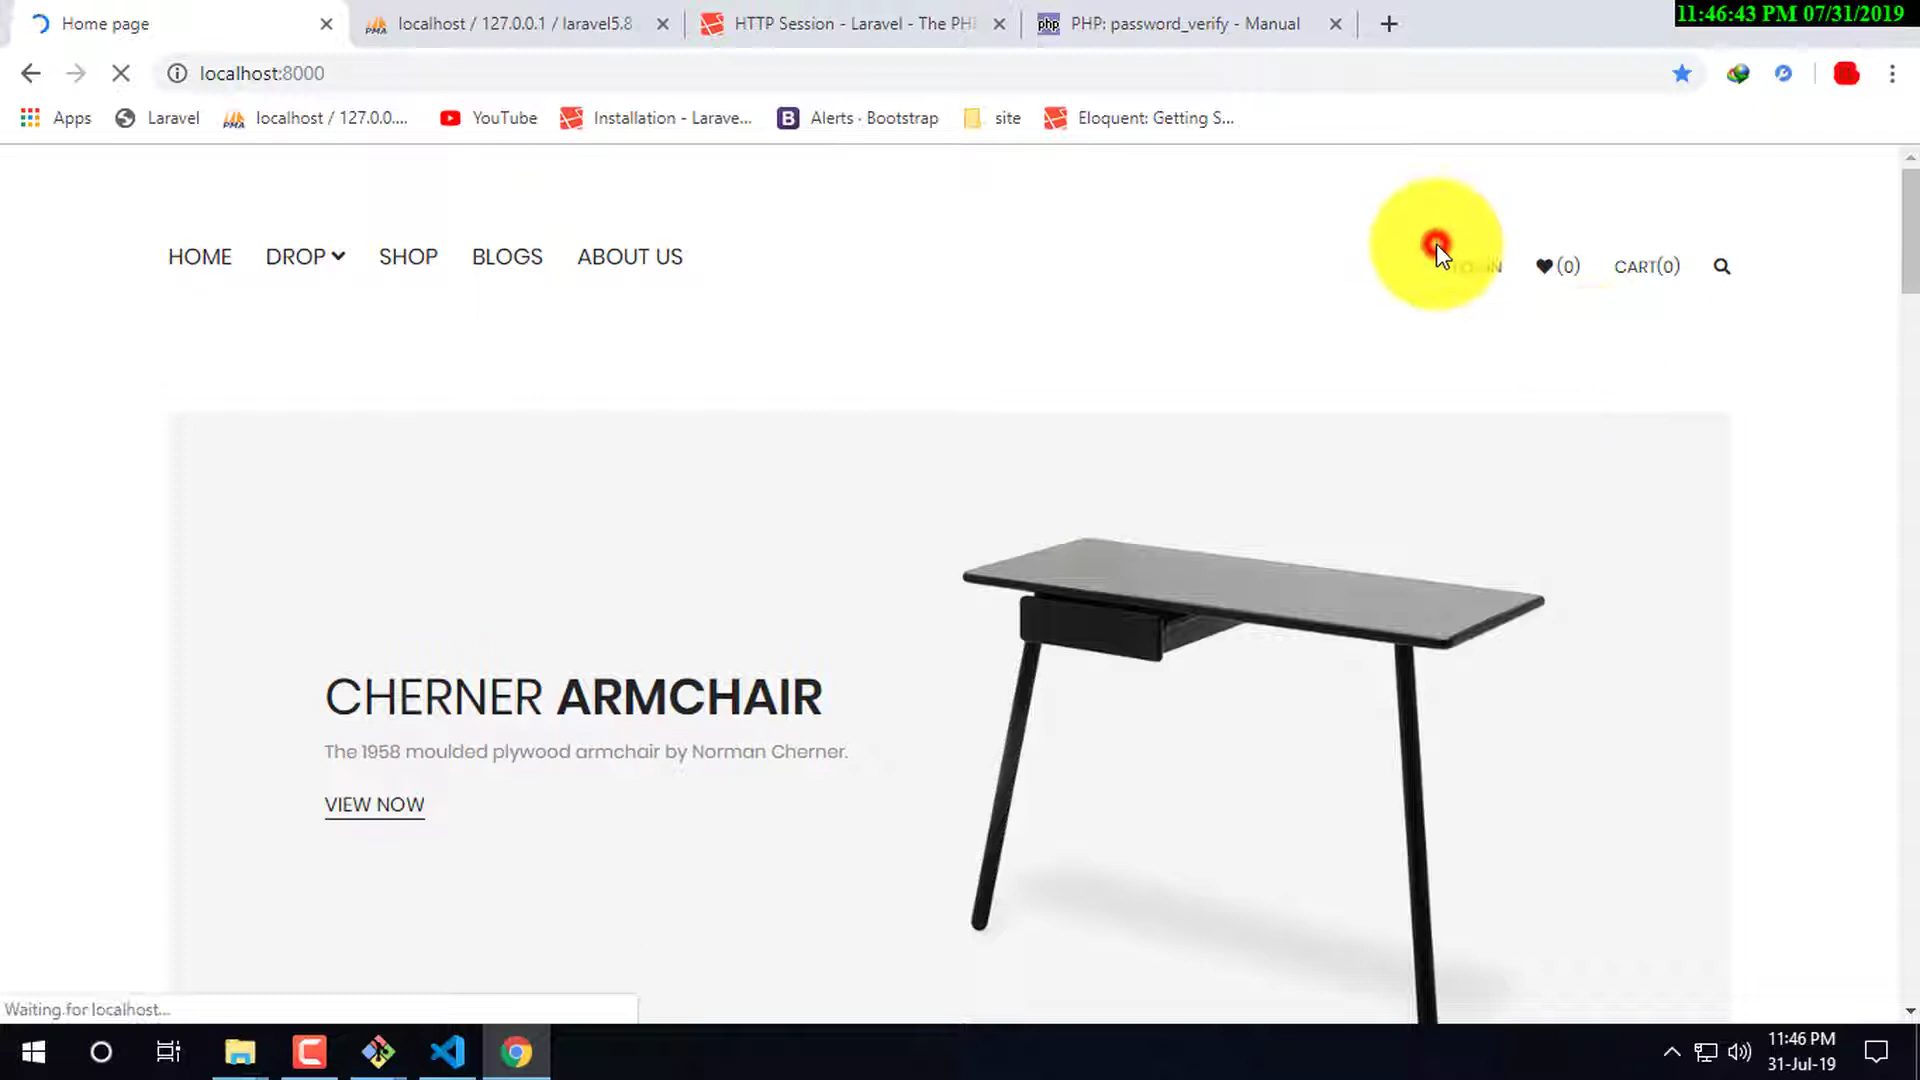 Home page
localhost / 127.0.0.1 / laravel5.8
HTTP Session - Laravel - The PH
php
PHP: password_verify - Manual
11:46:43 PM 07/31/2019
localhost:8000
Apps
Laravel
PMA
localhost / 127.0.0....
YouTube
Installation - Larave...
B
Alerts · Bootstrap
site
Eloquent: Getting S...
HOME
DROP
SHOP
BLOGS
ABOUT US
(0)
CART(0)
CHERNER ARMCHAIR
The 1958 moulded plywood armchair by Norman Cherner.
VIEW NOW
Waiting for localhost...
11:46 PM
31-Jul-19